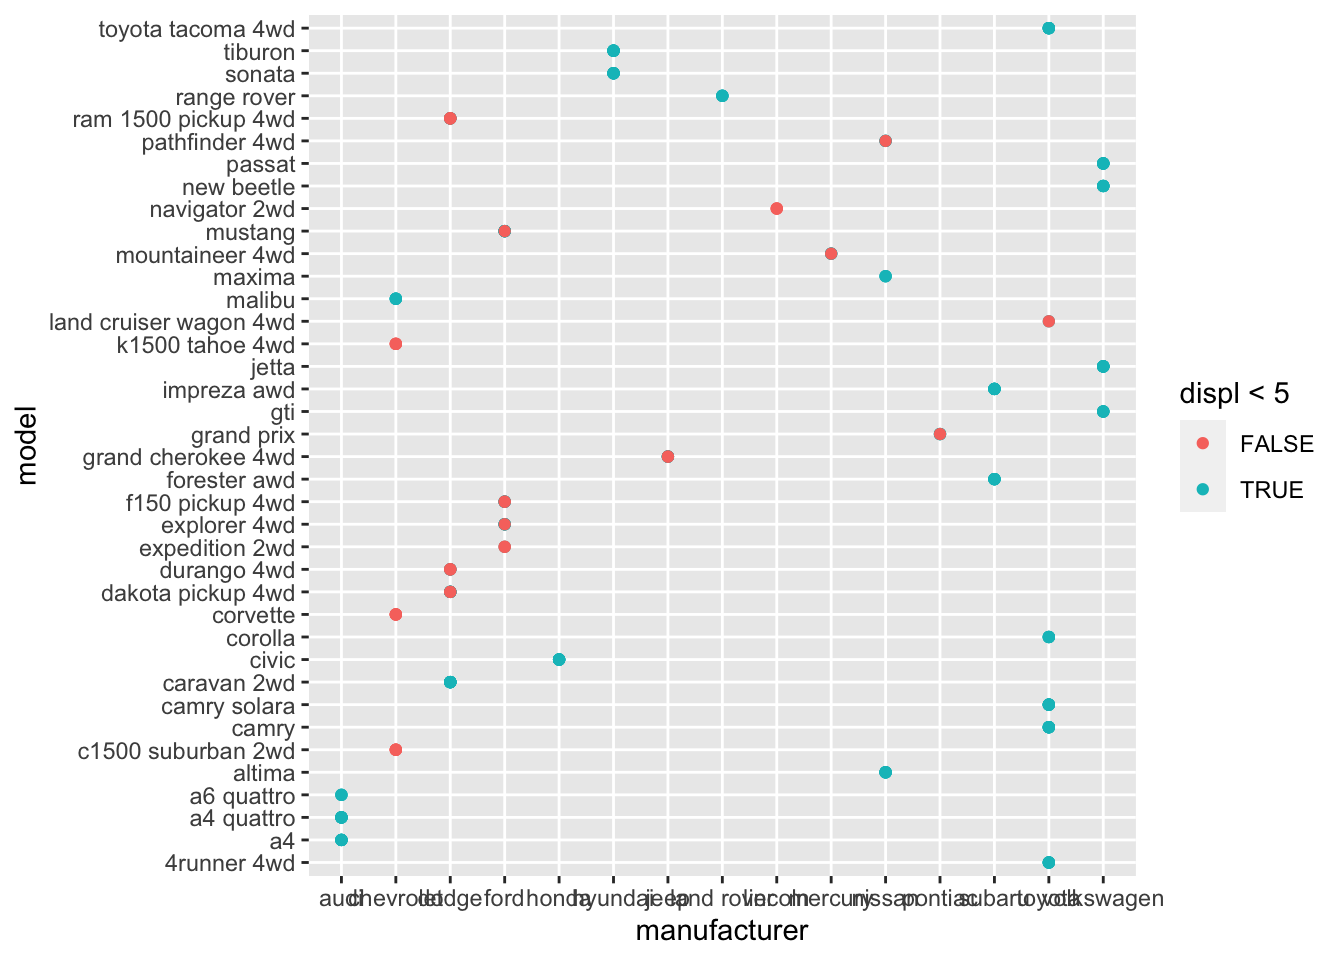 toyota tacoma 4wd
tiburon
sonata
range rover
ram 1500 pickup 4wd
pathfinder 4wd
passat
new beetle
navigator 2wd
mustang
mountaineer 4wd
maxima
malibu
land cruiser wagon 4wd
k1500 tahoe 4wd
jetta
impreza awd
gti
grand prix
grand cherokee 4wd
forester awd
f150 pickup 4wd
explorer 4wd
expedition 2wd
durango 4wd
dakota pickup 4wd
corvette
corolla
civic
caravan 2wd
camry solara
camry
c1500 suburban 2wd
altima
a6 quattro
a4 quattro
a4
4runner 4wd
model
audi chevrolet dodge ford honda hyundai jeep land rover lincoln mercury nissan pontiac subaru toyota volkswagen
manufacturer
displ < 5
FALSE
TRUE